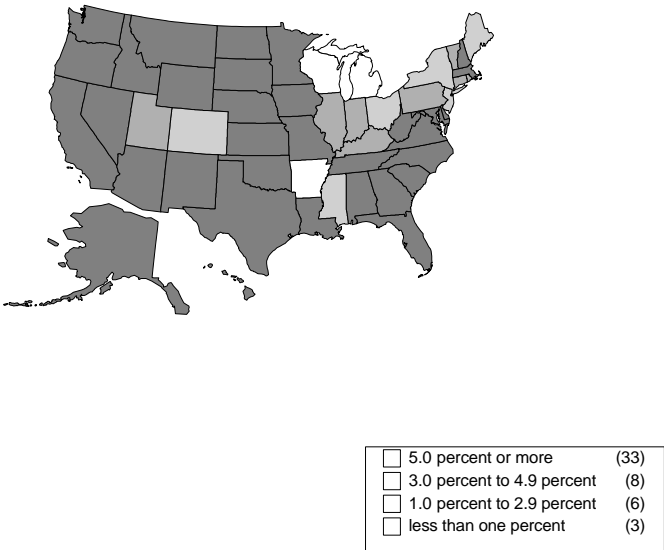 5.0 percent or more (33)
3.0 percent to 4.9 percent (8)
1.0 percent to 2.9 percent (6)
less than one percent (3)